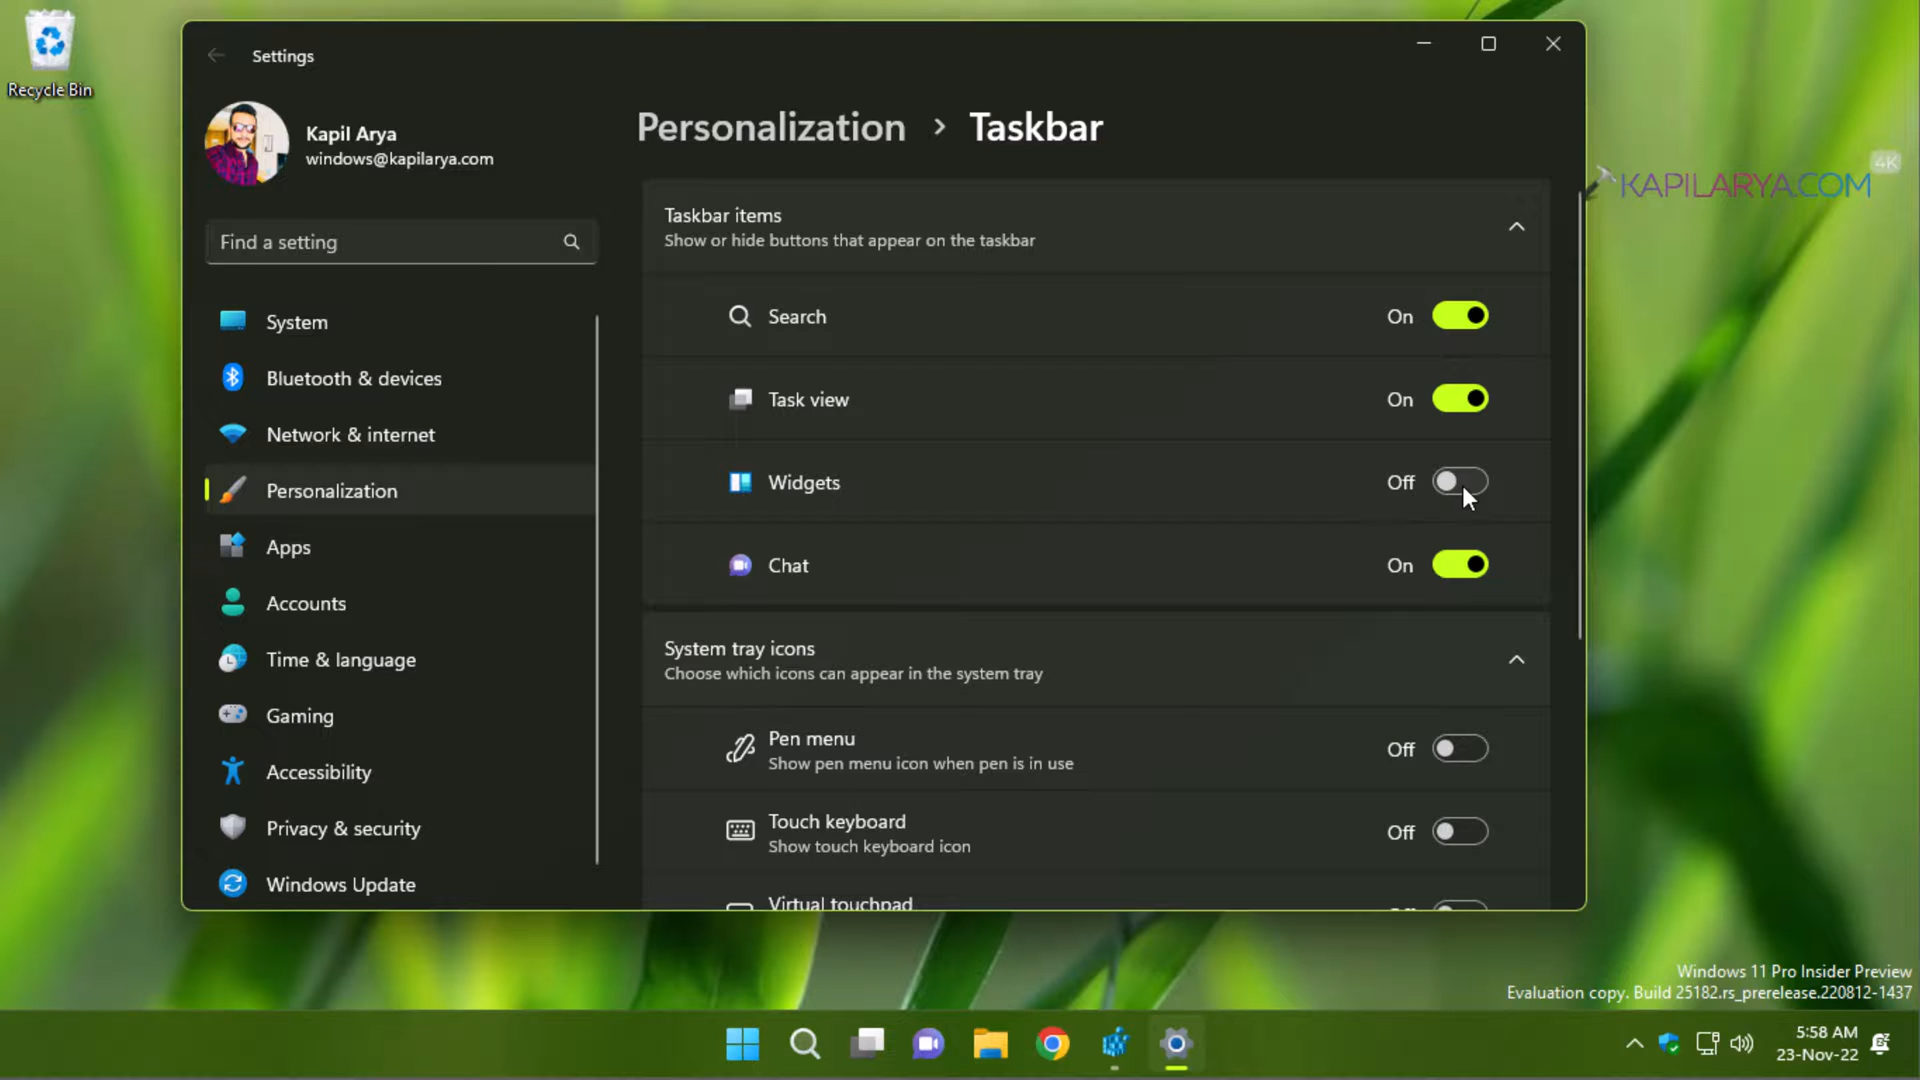 Recycle Bin
Settings
Kapil Arya
windows@kapilarya.com
Find a setting
System
Bluetooth & devices
Network & internet
Personalization
Apps
Accounts
Time & language
Gaming
Accessibility
Privacy & security
Windows Update
Personalization > Taskbar
Taskbar items
Show or hide buttons that appear on the taskbar
Search On
Task view On
Widgets Off
Chat On
System tray icons
Choose which icons can appear in the system tray
Pen menu
Show pen menu icon when pen is in use
Off
Touch keyboard
Show touch keyboard icon
Off
Virtual touchpad
4K
KAPILARYA.COM
Windows 11 Pro Insider Preview
Evaluation copy. Build 25182.rs_prerelease.220812-1437
5:58 AM
23-Nov-22